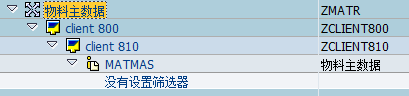 物料主数据 ZMATR
client 800 ZCLIENT800
client 810 ZCLIENT810
MATMAS 物料主数据
没有设置筛选器